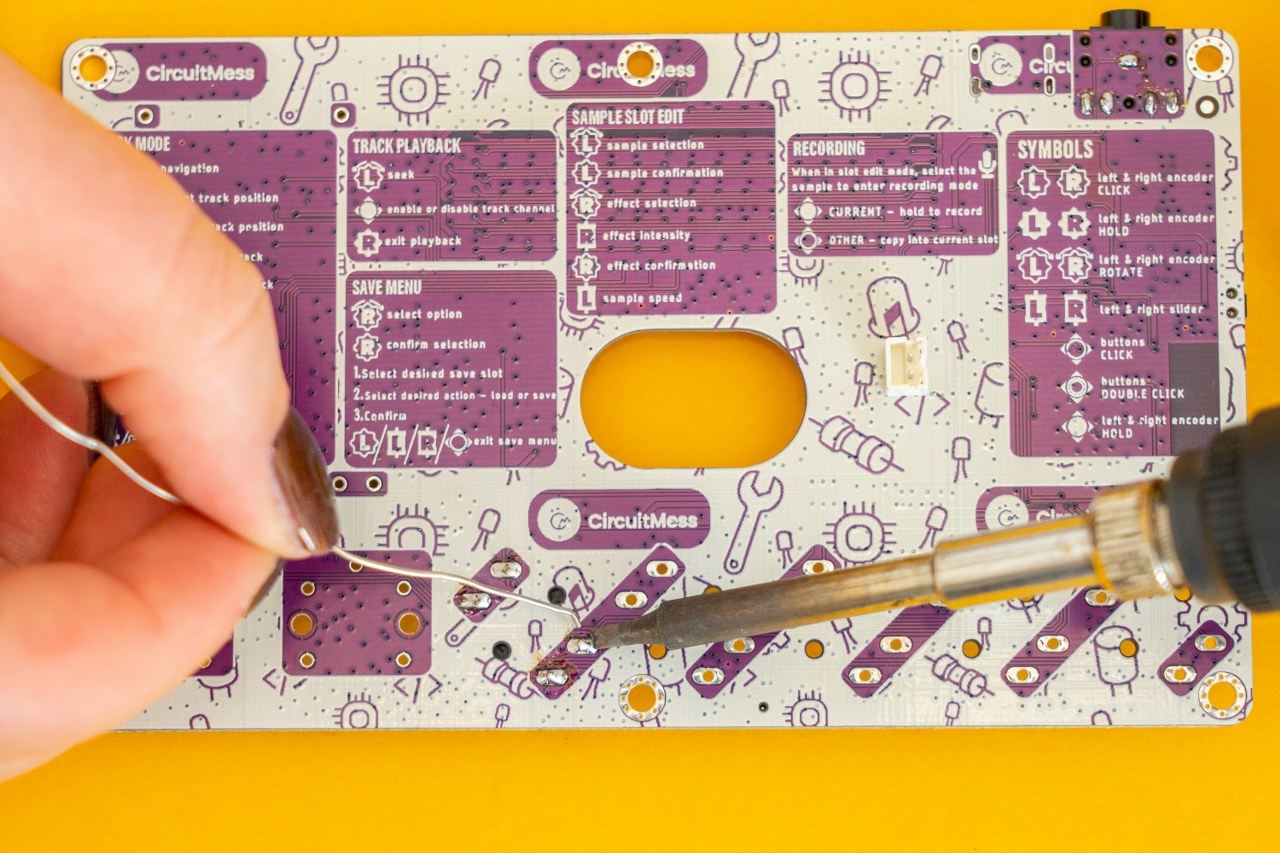 CircuitMess
CircuitMess
MODE
navigation
track position
track position
TRACK PLAYBACK
seek
enable or disable track channel
exit playback
SAVE MENU
select option
confirm selection
1.Select desired save slot
2.Select desired action – load or save
3.Confirm
L/L/R/ exit save menu
SAMPLE SLOT EDIT
L sample selection
L sample confirmation
R effect selection
R effect intensity
R effect confirmation
L sample speed
RECORDING
When in slot edit mode, select the
sample to enter recording mode
CURRENT – hold to record
OTHER – copy into current slot
SYMBOLS
L R left & right encoder
CLICK
L R left & right encoder
HOLD
L R left & right encoder
ROTATE
L R left & right slider
buttons
CLICK
buttons
DOUBLE CLICK
left & right encoder
HOLD
CircuitMess